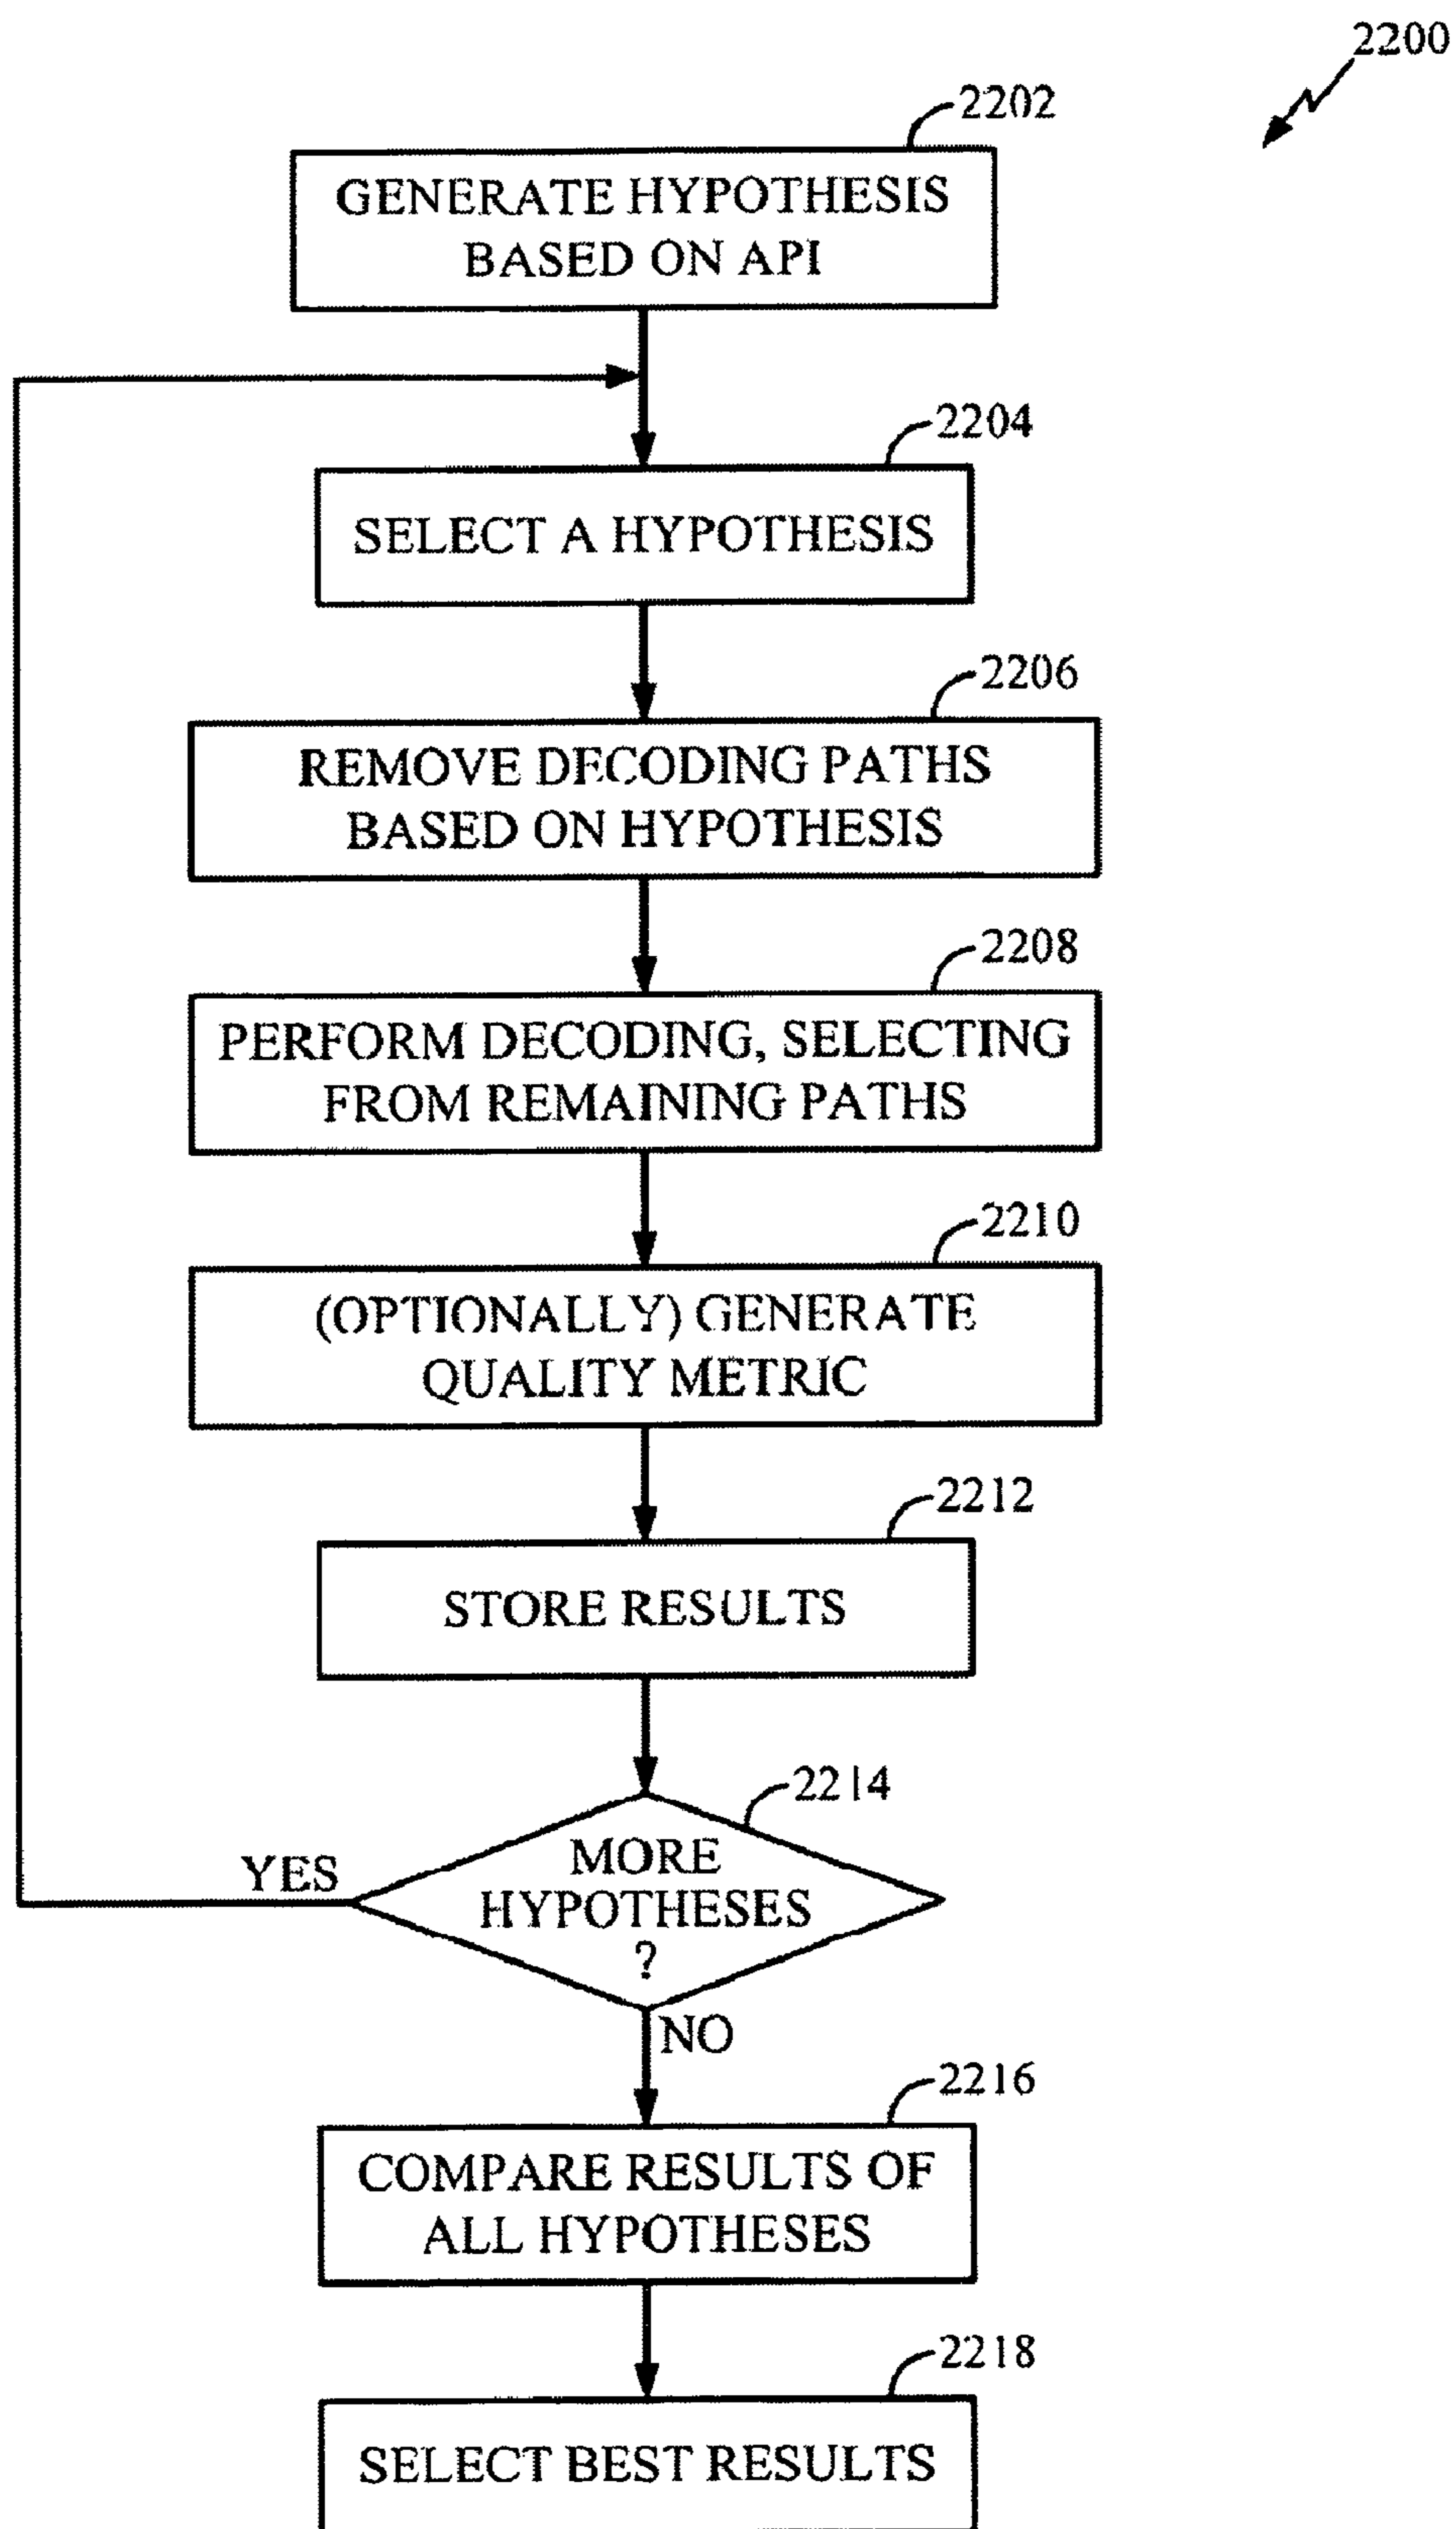 2200
2202
GENERATE HYPOTHESIS
BASED ON API
2204
SELECT A HYPOTHESIS
2206
REMOVE DECODING PATHS
BASED ON HYPOTHESIS
2208
PERFORM DECODING, SELECTING
FROM REMAINING PATHS
2210
(OPTIONALLY) GENERATE
QUALITY METRIC
2212
STORE RESULTS
2214
MORE
HYPOTHESES
?
YES
NO
2216
COMPARE RESULTS OF
ALL HYPOTHESES
2218
SELECT BEST RESULTS